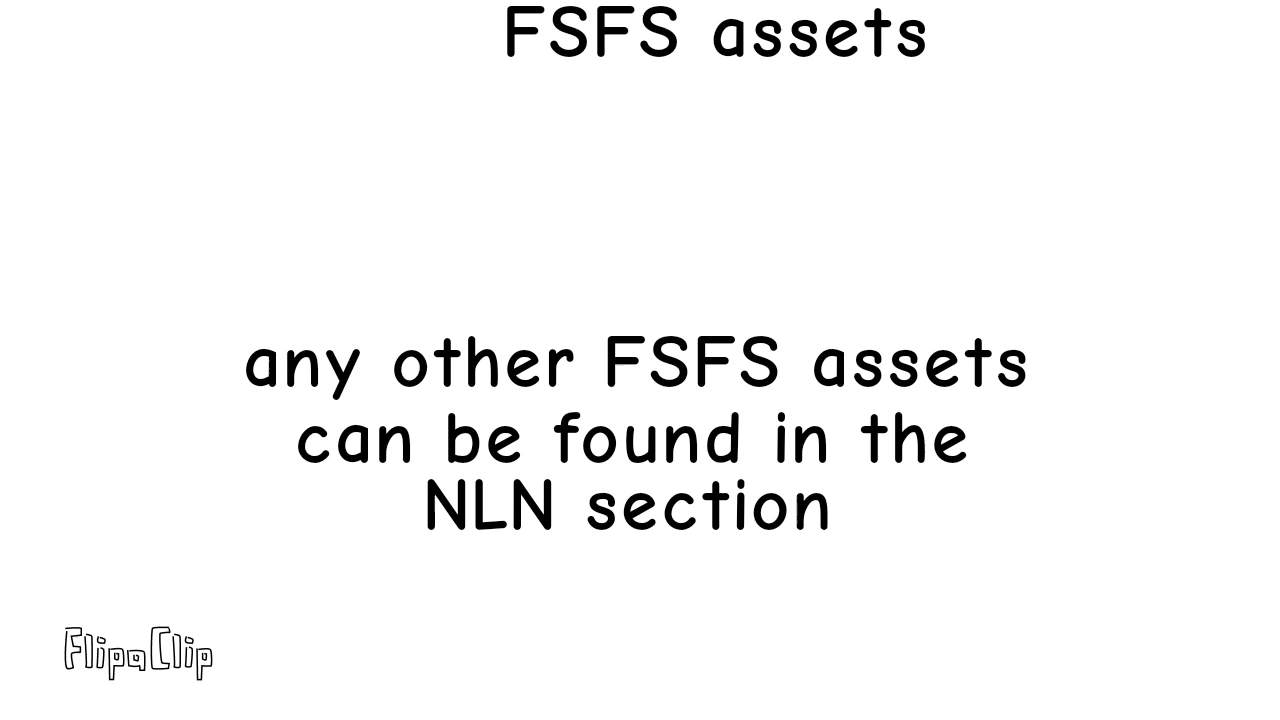 FSFS assets
any other FSFS assets
can be found in the
NLN section
FlipaClip